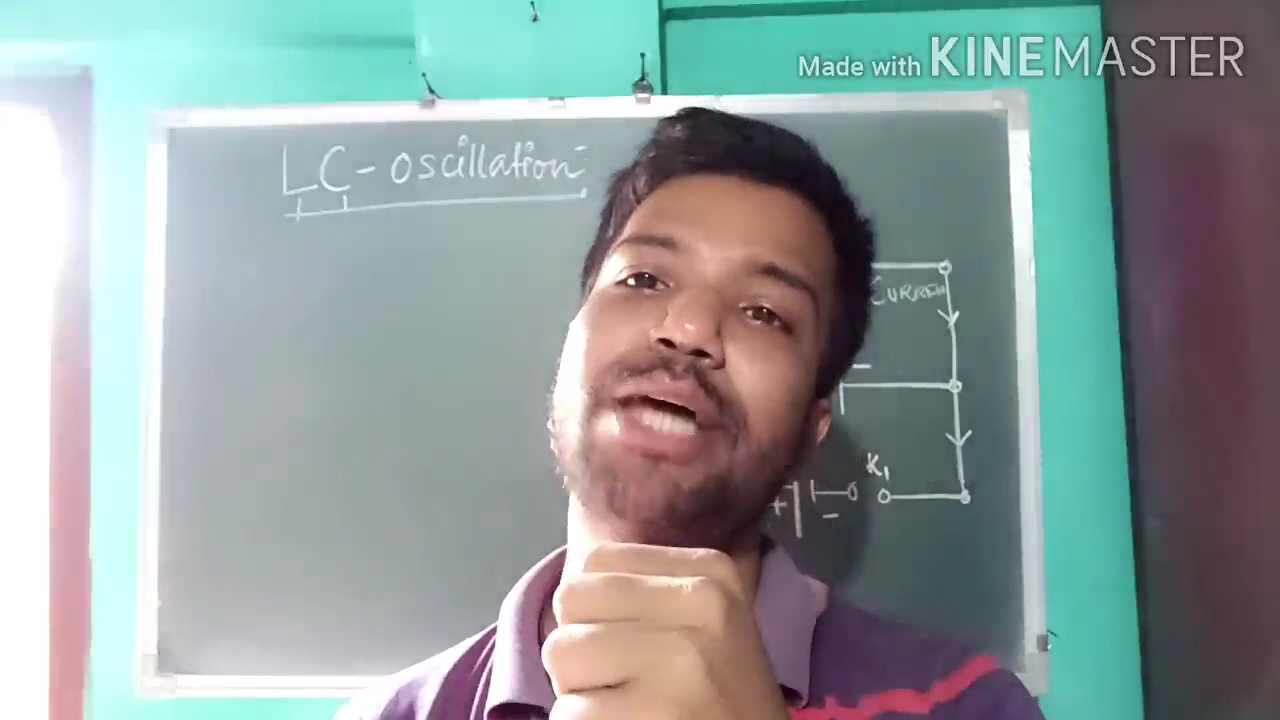 Made with KINEMASTER
LC-oscillation
-
K₁
+
-